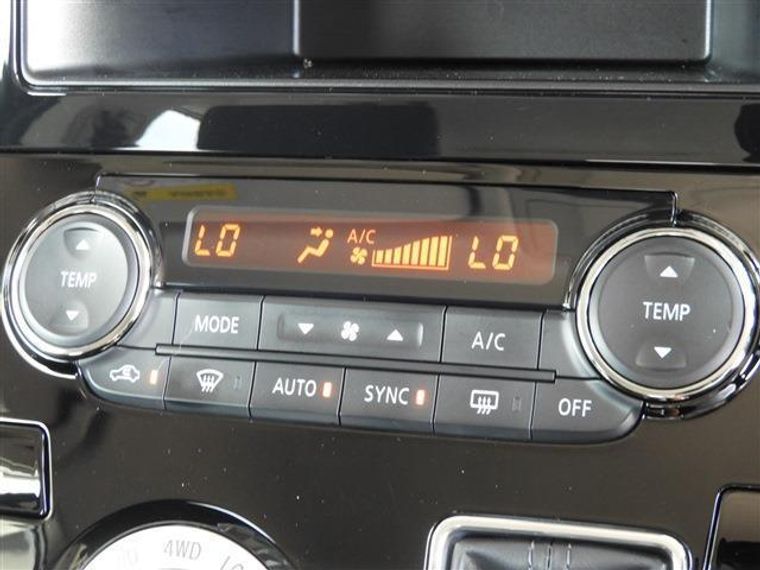 LO A/C LO
TEMP
TEMP
MODE
A/C
AUTO
SYNC
OFF
4WD